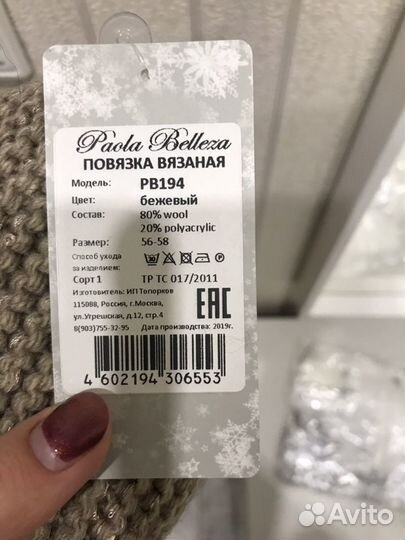 Paola Belleza
ПОВЯЗКА ВЯЗАНАЯ
Модель: PB194
Цвет: бежевый
Состав: 80% wool
20% polyacrylic
Размер: 56-58
Способ ухода
за изделием:
Сорт 1 ТР ТС 017/2011
Изготовитель: ИП Топорков
115088, Россия, г.Москва,
ул.Угрешская, д.12, стр.4
8(903)755-32-95 Дата производства: 2019г.
EAC
4 602194 306553
Avito